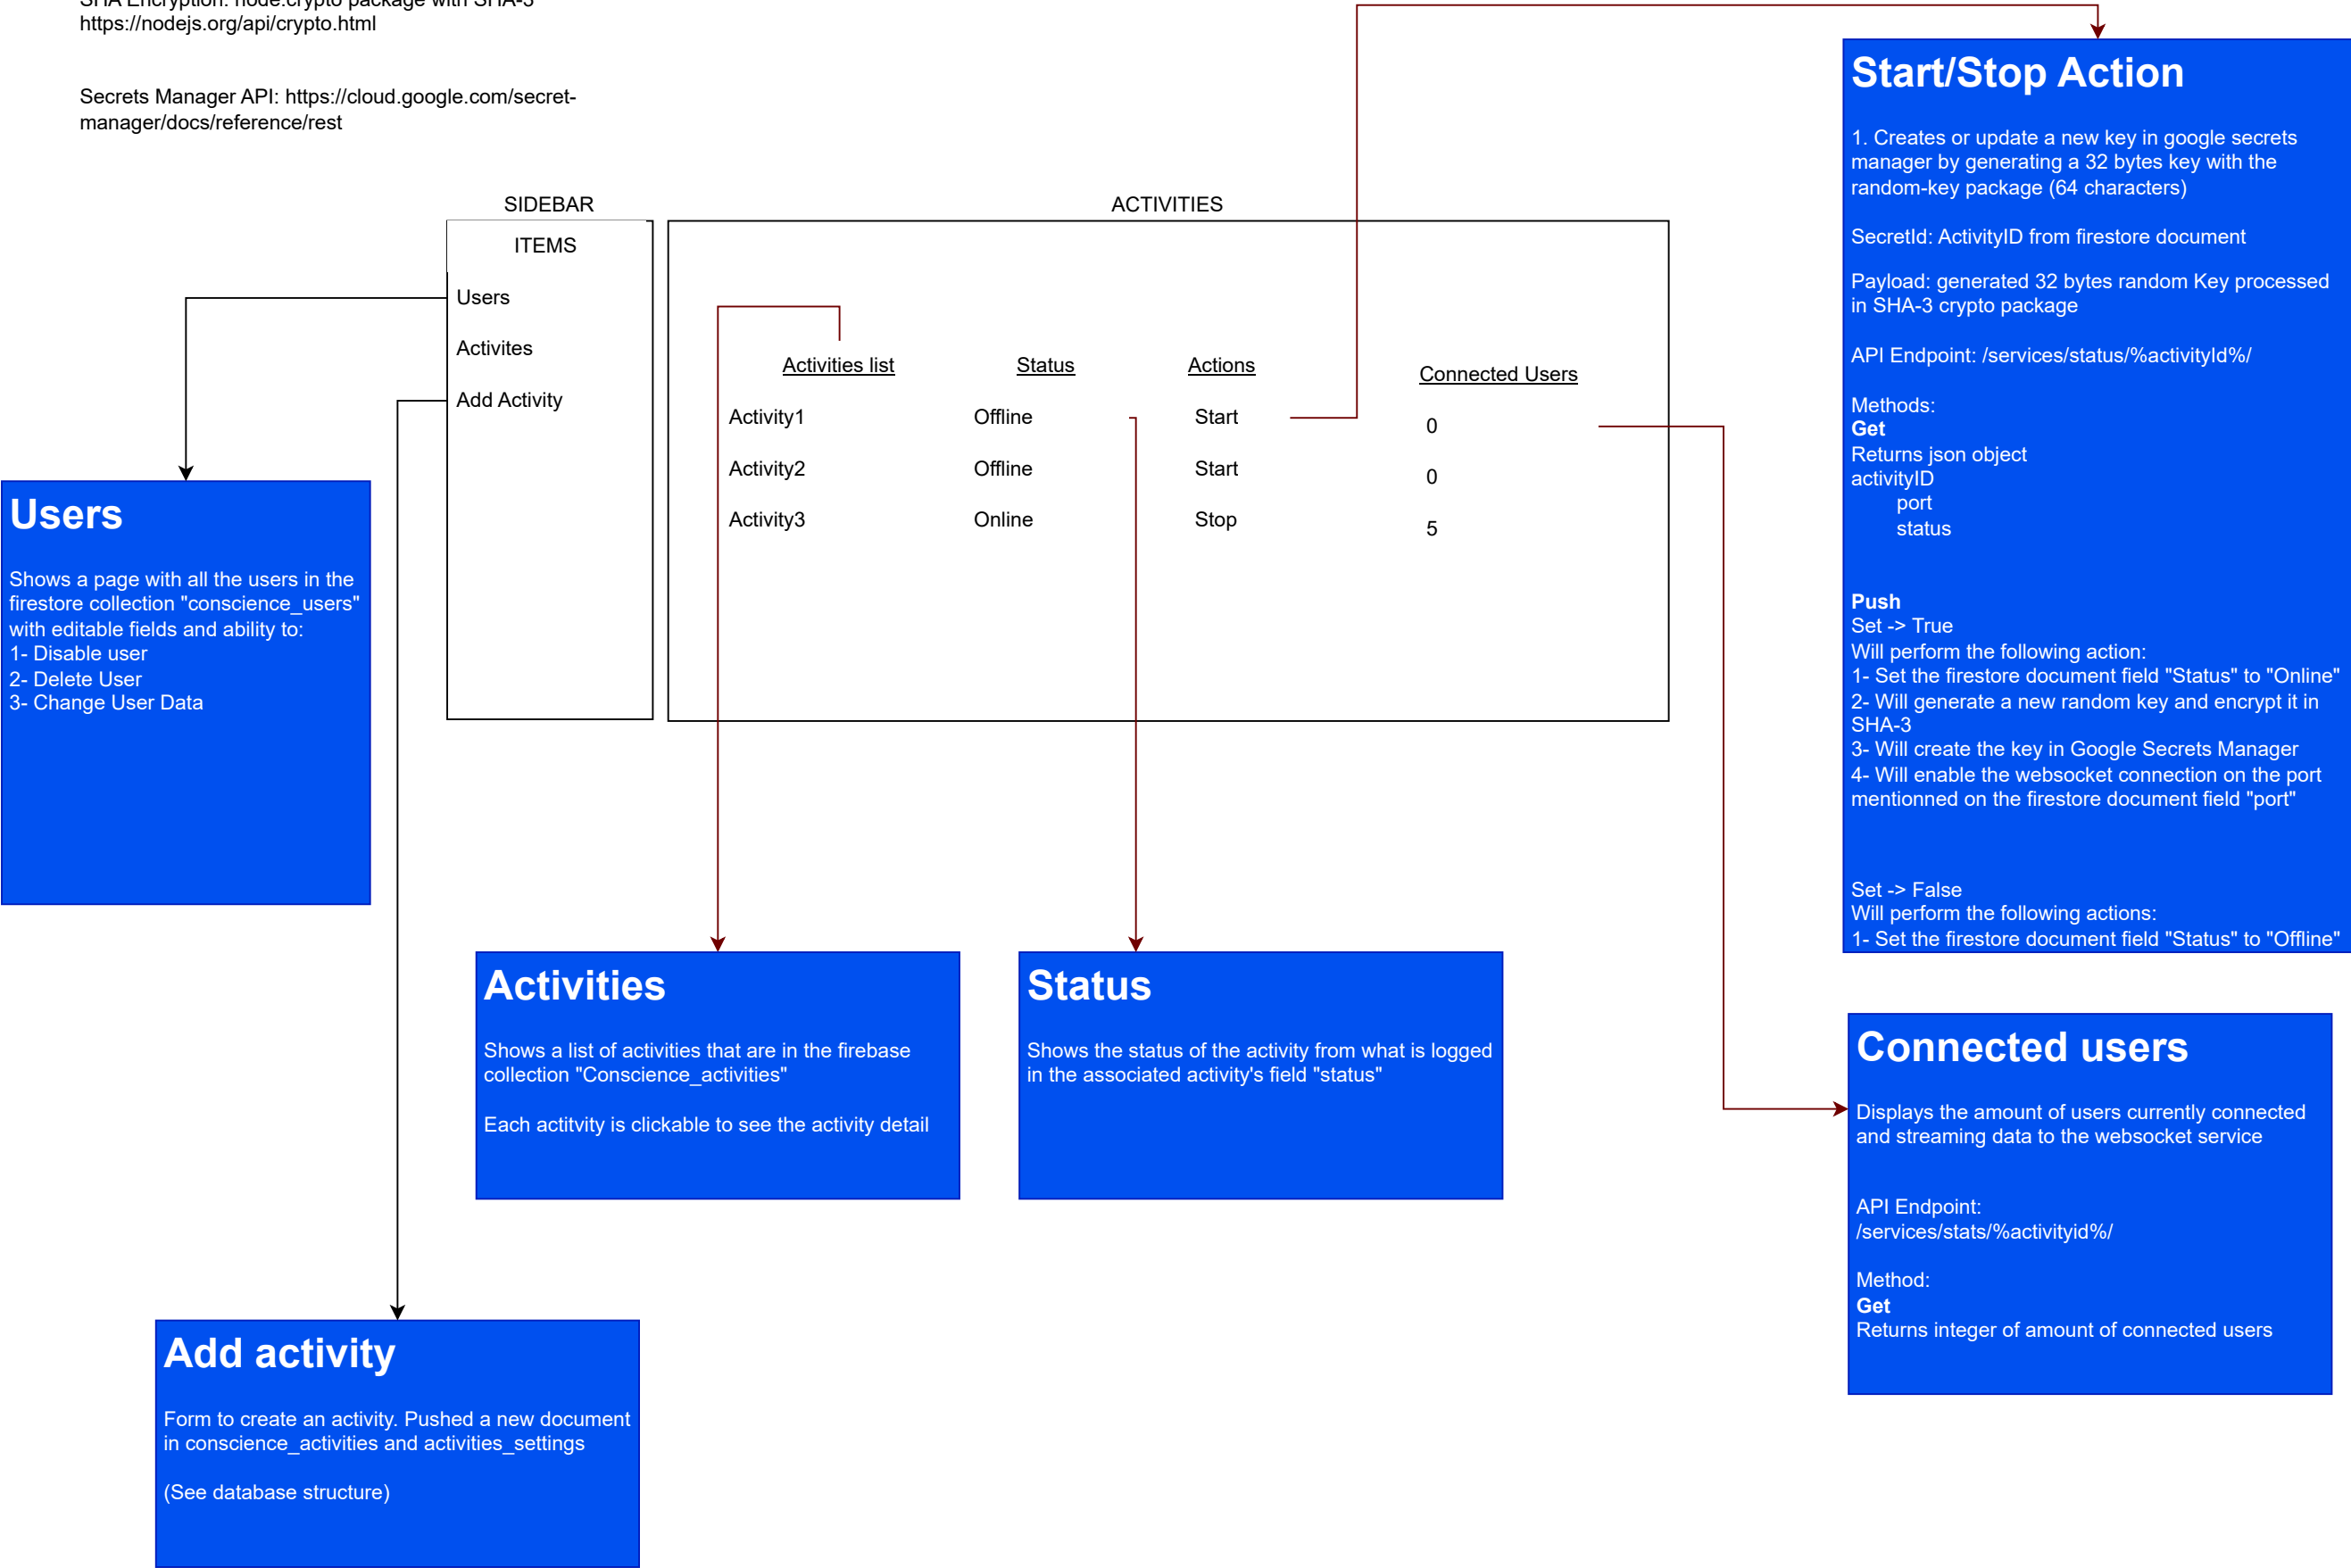 SHA Encryption: node.crypto package with SHA-3
https://nodejs.org/api/crypto.html
Secrets Manager API: https://cloud.google.com/secret-
manager/docs/reference/rest
SIDEBAR
ITEMS
Users
Activites
Add Activity
ACTIVITIES
Activities list
Status
Actions
Connected Users
Activity1
Offline
Start
0
Activity2
Offline
Start
0
Activity3
Online
Stop
5
Start/Stop Action
1. Creates or update a new key in google secrets
manager by generating a 32 bytes key with the
random-key package (64 characters)
SecretId: ActivityID from firestore document
Payload: generated 32 bytes random Key processed
in SHA-3 crypto package
API Endpoint: /services/status/%activityId%/
Methods:
Get
Returns json object
activityID
port
status
Push
Set -> True
Will perform the following action:
1- Set the firestore document field "Status" to "Online"
2- Will generate a new random key and encrypt it in
SHA-3
3- Will create the key in Google Secrets Manager
4- Will enable the websocket connection on the port
mentionned on the firestore document field "port"
Set -> False
Will perform the following actions:
1- Set the firestore document field "Status" to "Offline"
Users
Shows a page with all the users in the
firestore collection "conscience_users"
with editable fields and ability to:
1- Disable user
2- Delete User
3- Change User Data
Activities
Shows a list of activities that are in the firebase
collection "Conscience_activities"
Each actitvity is clickable to see the activity detail
Status
Shows the status of the activity from what is logged
in the associated activity's field "status"
Connected users
Displays the amount of users currently connected
and streaming data to the websocket service
API Endpoint:
/services/stats/%activityid%/
Method:
Get
Returns integer of amount of connected users
Add activity
Form to create an activity. Pushed a new document
in conscience_activities and activities_settings
(See database structure)